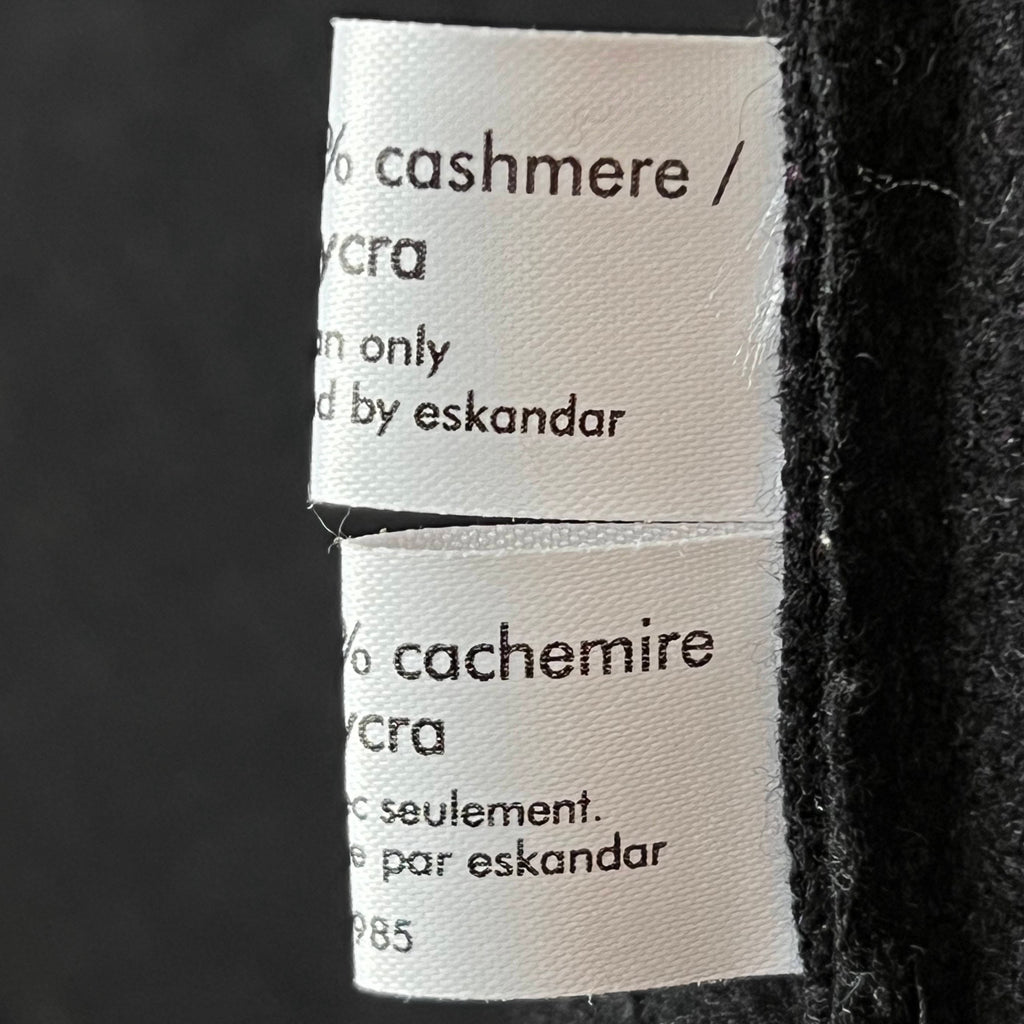 % cashmere /
ycra
only
by eskandar
% cachemire
ycra
seulement.
par eskandar
985